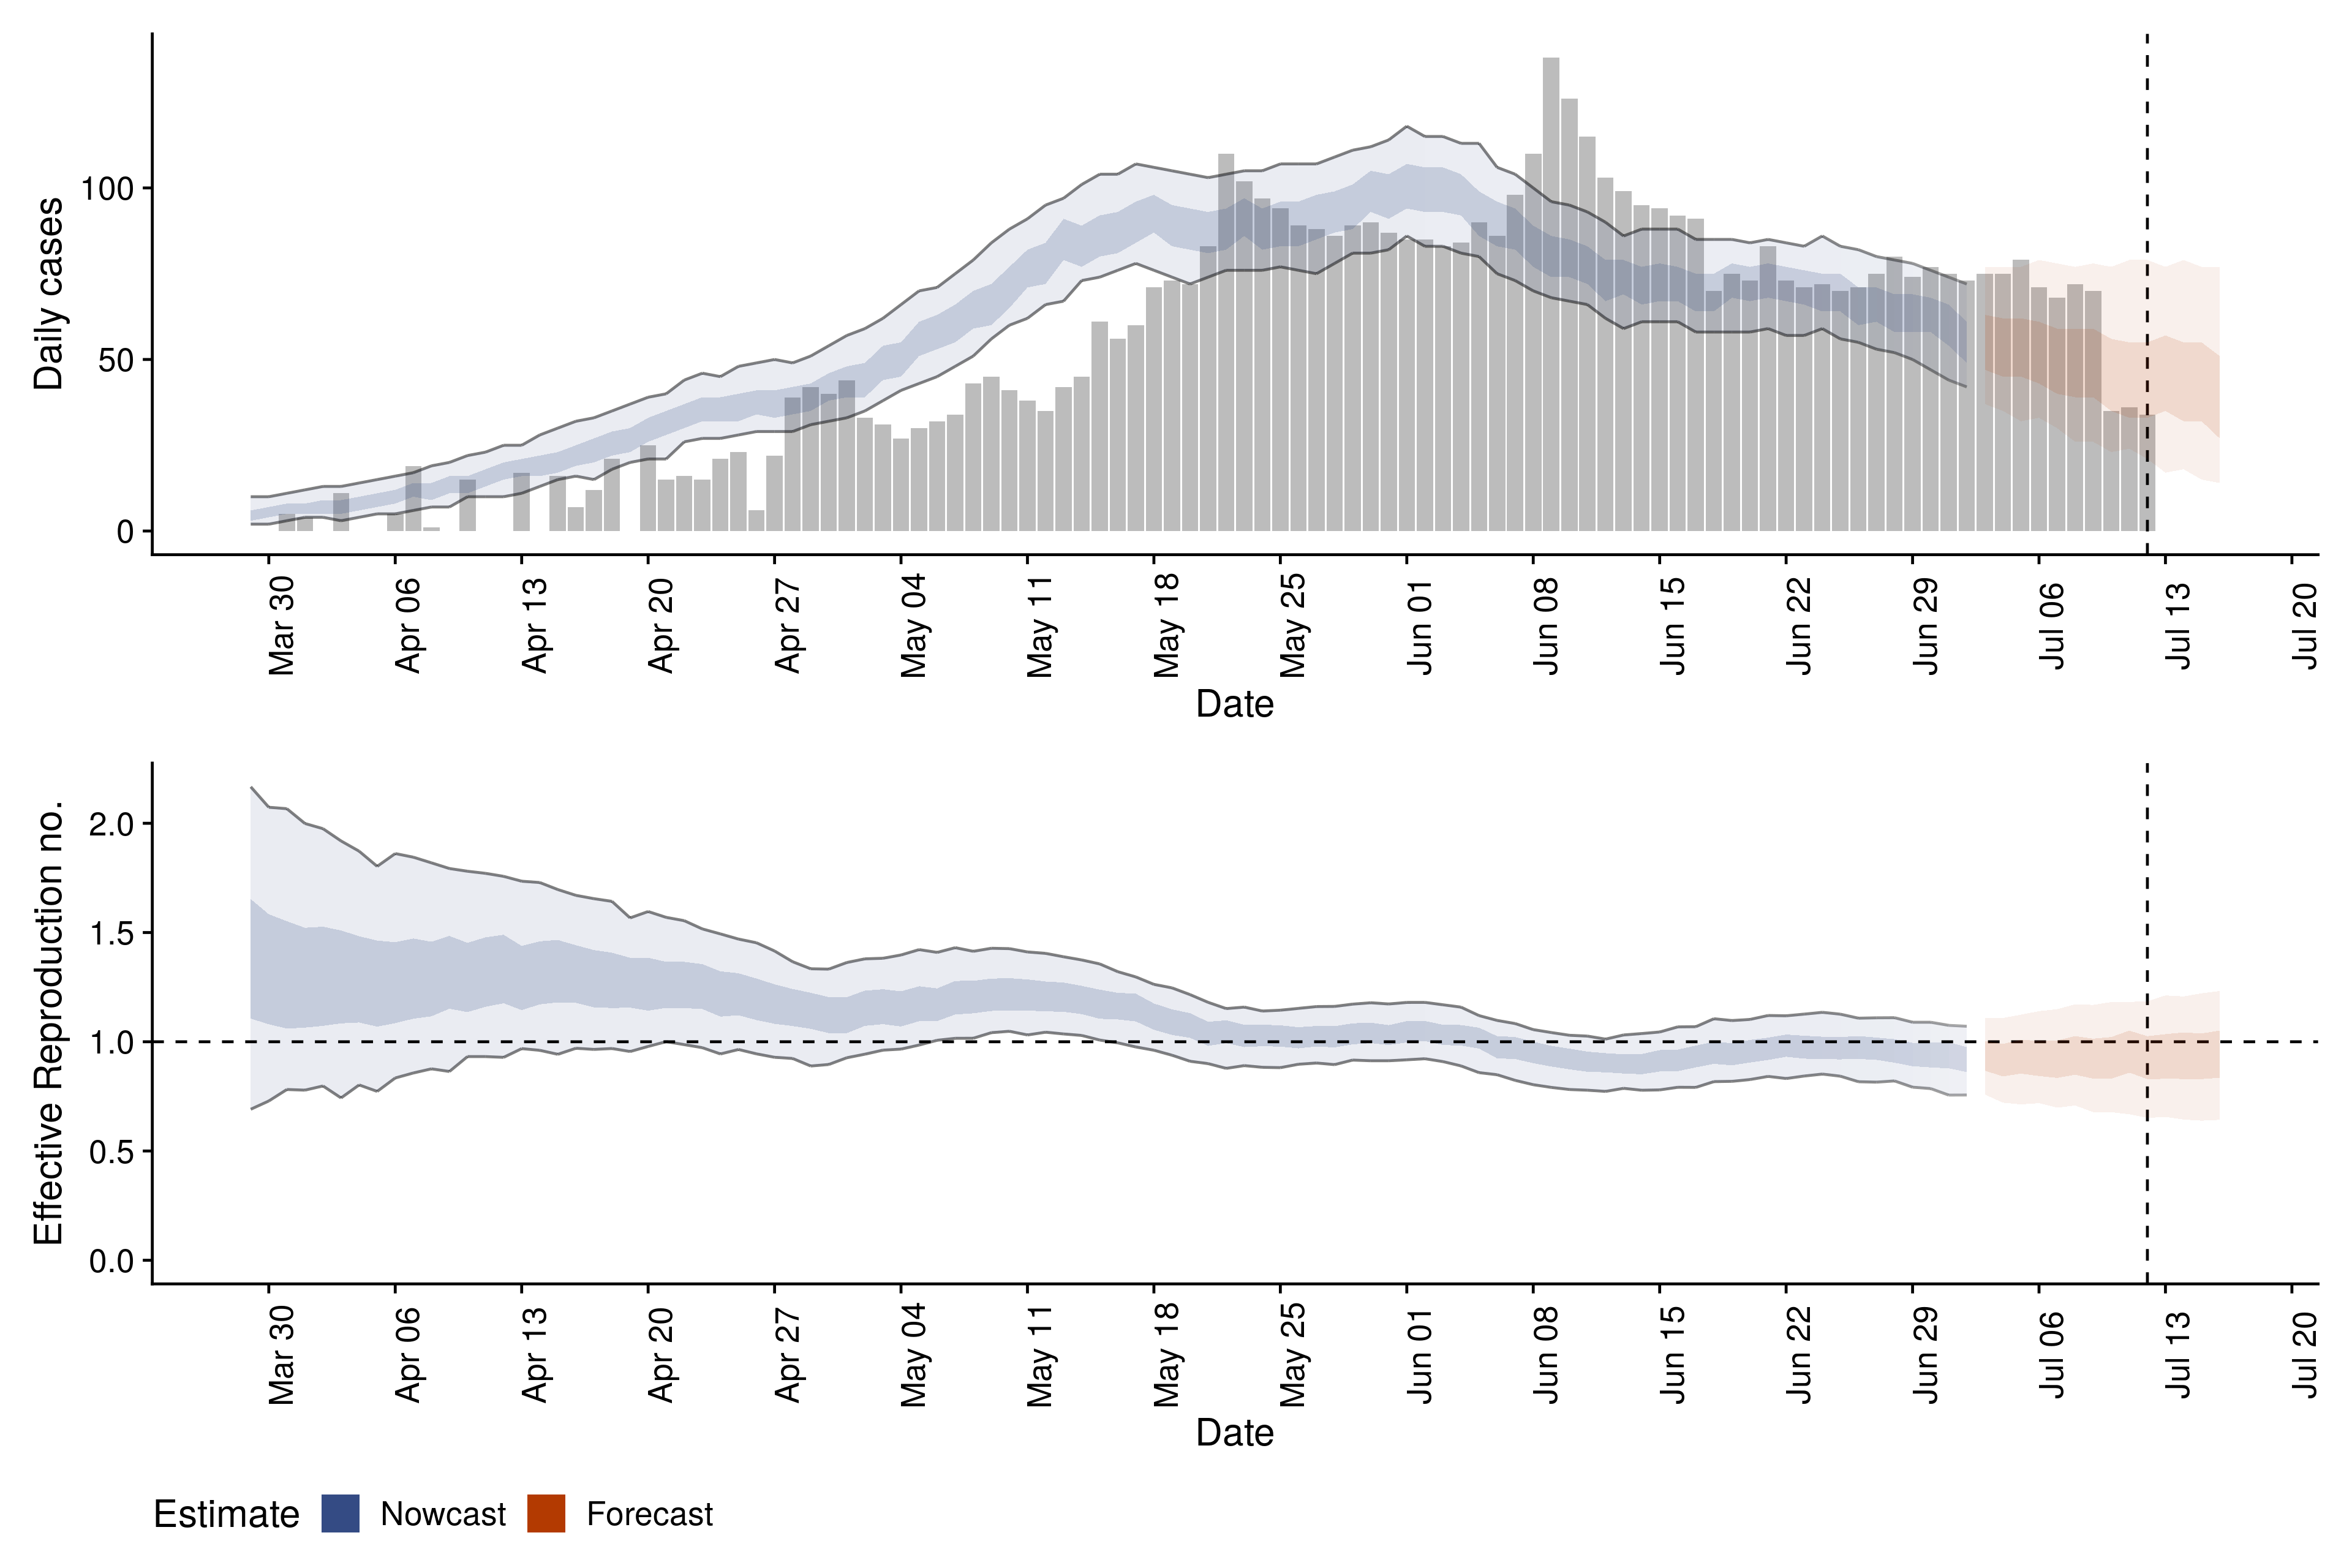 Daily cases
100
50
0
Mar 30
Apr 06
Apr 13
Apr 20
Apr 27
May 04
May 11
May 18
May 25
Jun 01
Jun 08
Jun 15
Jun 22
Jun 29
Jul 06
Jul 13
Jul 20
Date
Effective Reproduction no.
2.0
1.5
1.0
0.5
0.0
Mar 30
Apr 06
Apr 13
Apr 20
Apr 27
May 04
May 11
May 18
May 25
Jun 01
Jun 08
Jun 15
Jun 22
Jun 29
Jul 06
Jul 13
Jul 20
Date
Estimate Nowcast Forecast